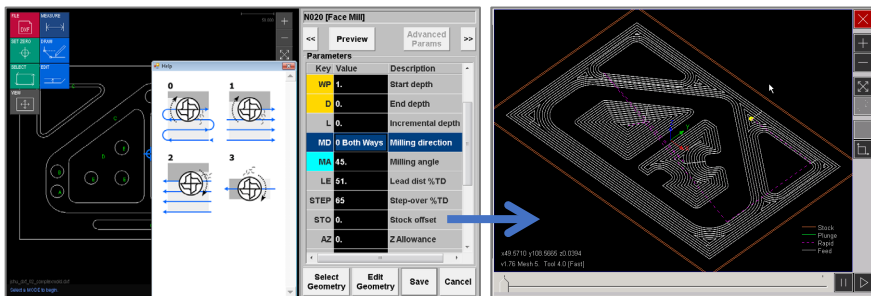 FILE
DXF
MEASURE
SET ZERO
DRAW
SELECT
EDIT
VIEW
Help
0 1
2 3
N020 [Face Mill]
<< Preview Advanced Params >>
Parameters
Key Value Description
WP 1. Start depth
D 0. End depth
L 0. Incremental depth
MD 0 Both Ways Milling direction
MA 45. Milling angle
LE 51. Lead dist %TD
STEP 65 Step-over %TD
STO 0. Stock offset
AZ 0. Z Allowance
Select Geometry Edit Geometry Save Cancel
Select a MODE to begin.
x49.5710 y108.5665 z0.0394
v1.76 Mesh 5 Tool 4.0 [Fast]
Stock
Plunge
Rapid
Feed